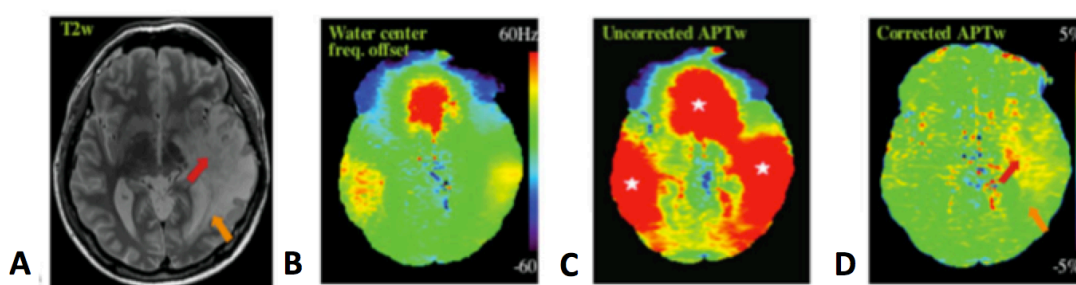 A
T2w
B
Water center
freq. offset
60Hz
-60
C
Uncorrected APTw
D
Corrected APTw
5%
-5%